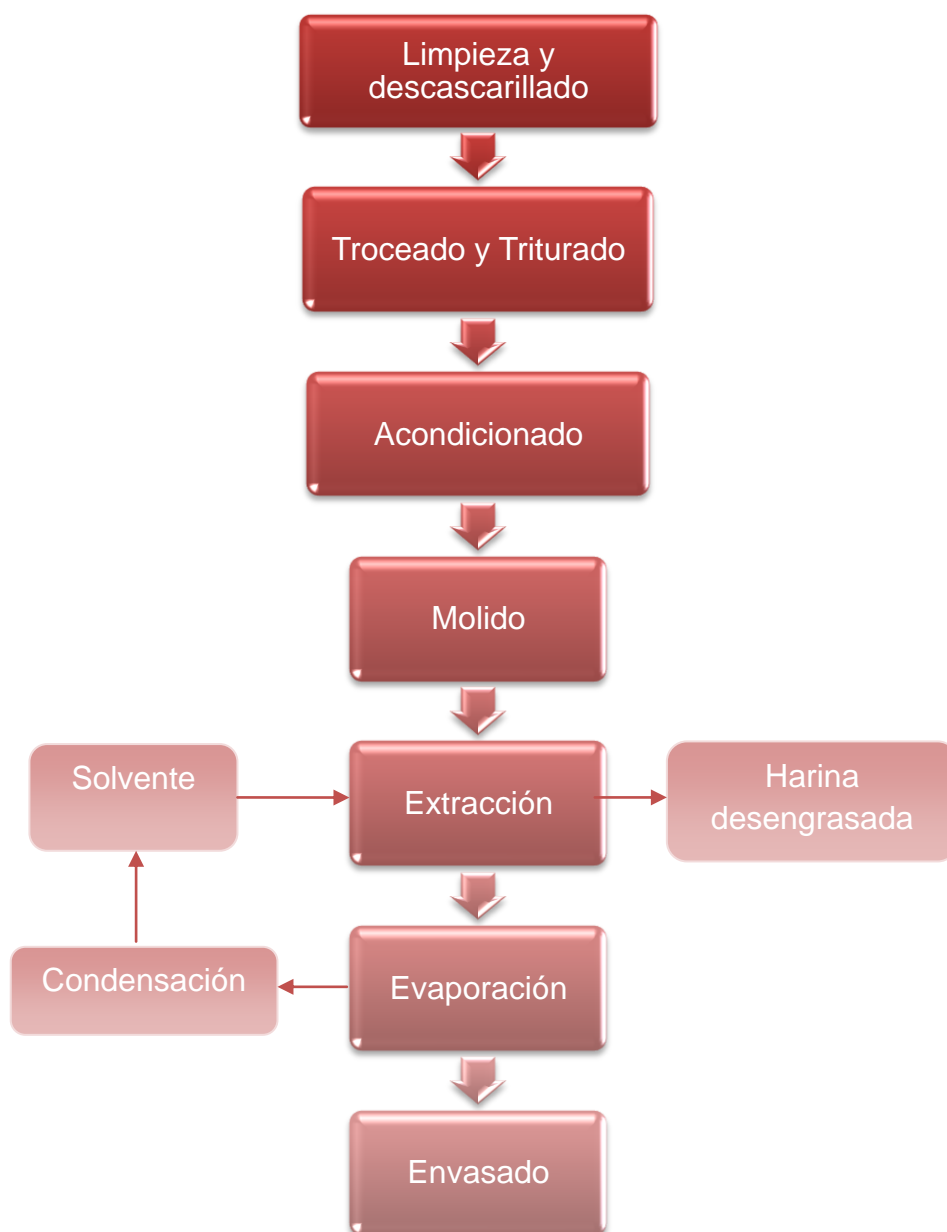 Limpieza y
descascarillado
Troceado y Triturado
Acondicionado
Molido
Solvente
Extracción
Harina
desengrasada
Condensación
Evaporación
Envasado